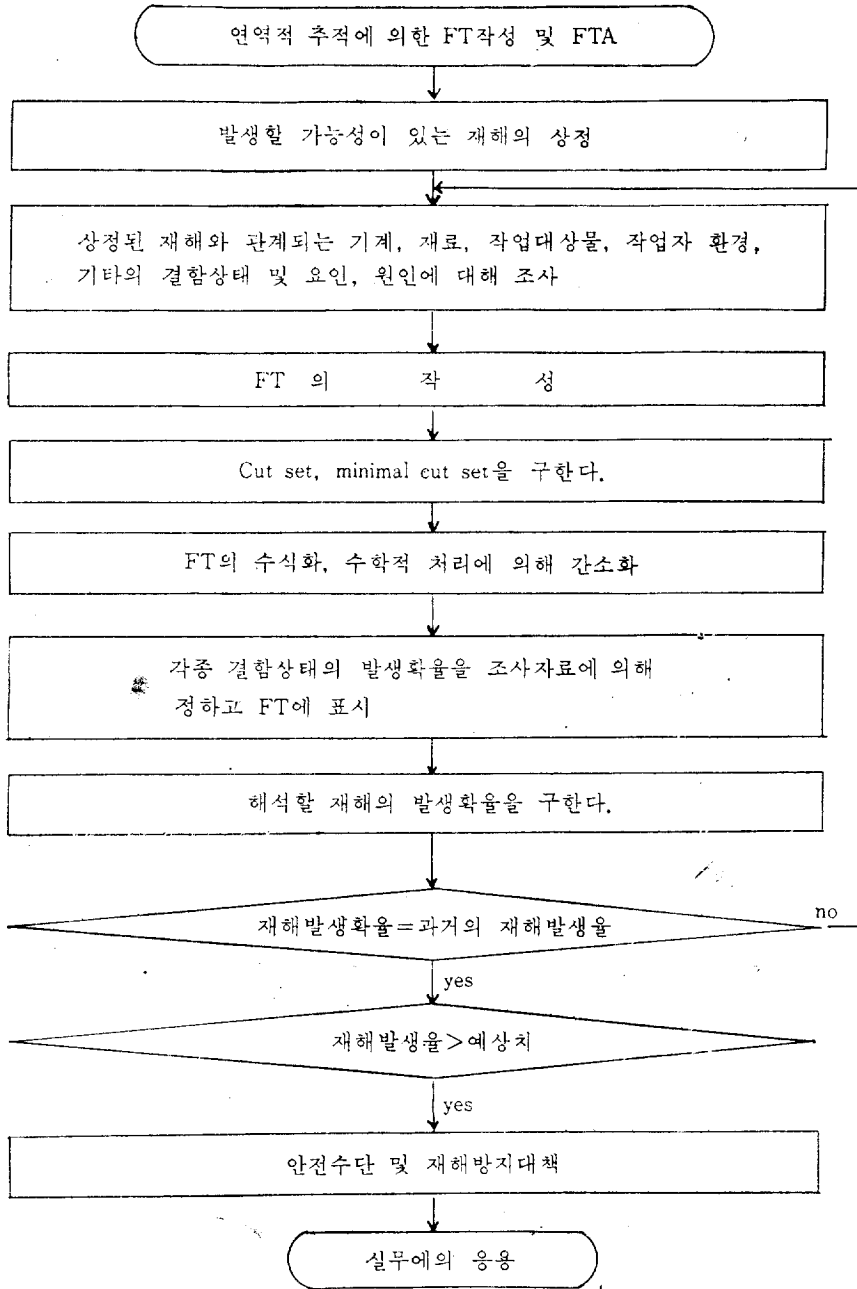 연역적 추적에 의한 FT작성 및 FTA
발생할 가능성이 있는 재해의 상정
상정된 재해와 관계되는 기계, 재료, 작업대상물, 작업자 환경,
기타의 결함상태 및 요인, 원인에 대해 조사
FT 의 작 성
Cut set, minimal cut set을 구한다.
FT의 수식화, 수학적 처리에 의해 간소화
각종 결함상태의 발생확율을 조사자료에 의해
정하고 FT에 표시
해석할 재해의 발생확율을 구한다.
재해발생확율=과거의 재해발생율
no
yes
재해발생율>예상치
yes
안전수단 및 재해방지대책
실무에의 응용